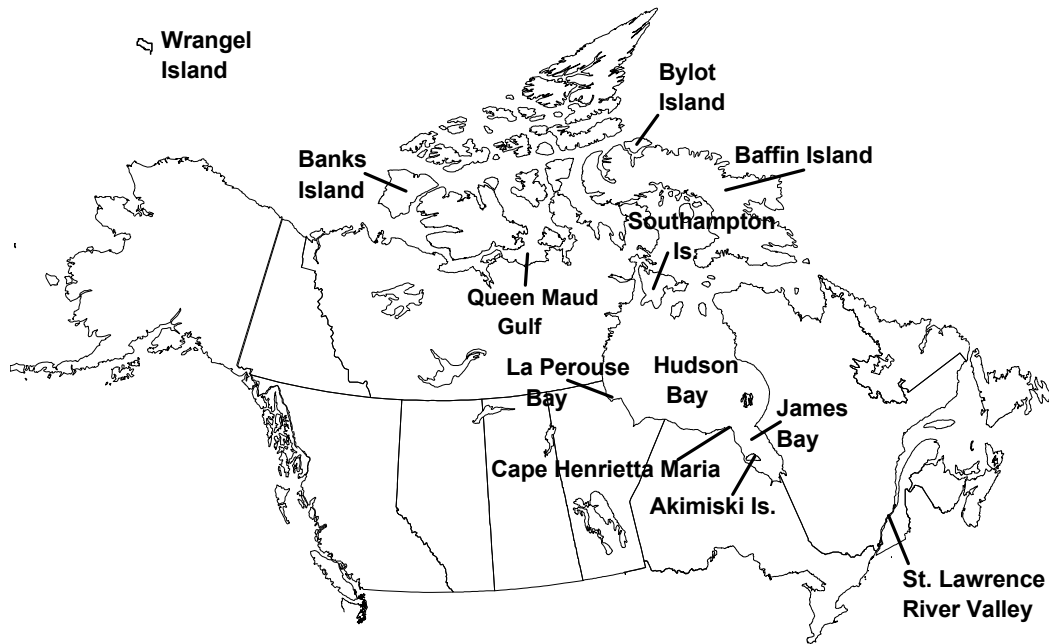 Wrangel
Island
Bylot
Island
Banks
Island
Baffin Island
Southampton
Is.
Queen Maud
Gulf
La Perouse
Bay
Hudson
Bay
James
Bay
Cape Henrietta Maria
Akimiski Is.
St. Lawrence
River Valley